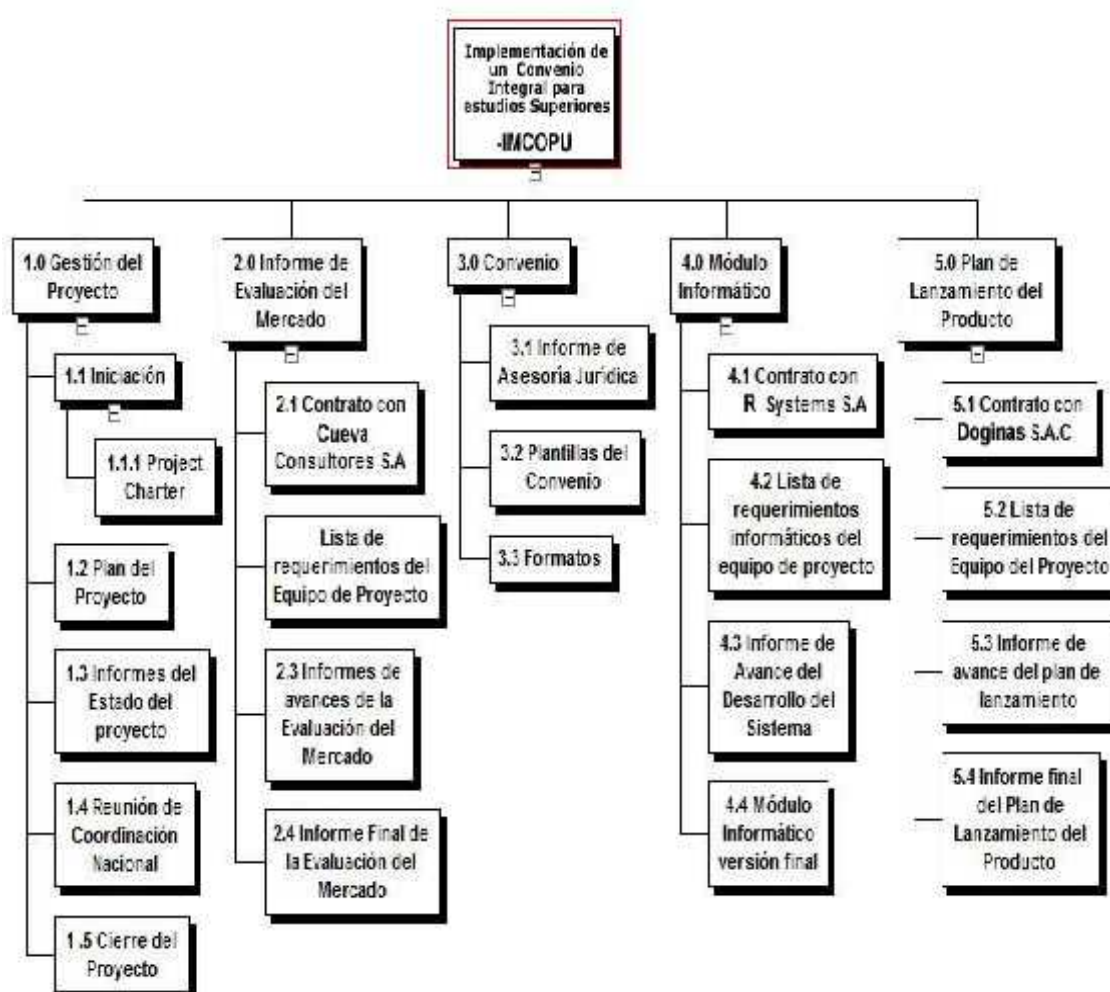 Implementación de
un Convenio
Integral para
estudios Superiores
-IMCOPU
1.0 Gestión del
Proyecto
1.1 Iniciación
1.1.1 Project
Charter
1.2 Plan del
Proyecto
1.3 Informes del
Estado del
proyecto
1.4 Reunión de
Coordinación
Nacional
1.5 Cierre del
Proyecto
2.0 Informe de
Evaluación del
Mercado
2.1 Contrato con
Cueva
Consultores S.A
Lista de
requerimientos del
Equipo de Proyecto
2.3 Informes de
avances de la
Evaluación del
Mercado
2.4 Informe Final de
la Evaluación del
Mercado
3.0 Convenio
3.1 Informe de
Asesoría Jurídica
3.2 Plantillas del
Convenio
3.3 Formatos
4.0 Módulo
Informático
4.1 Contrato con
R Systems S.A
4.2 Lista de
requerimientos
informáticos del
equipo de proyecto
4.3 Informe de
Avance del
Desarrollo del
Sistema
4.4 Módulo
Informático
versión final
5.0 Plan de
Lanzamiento del
Producto
5.1 Contrato con
Doginas S.A.C
5.2 Lista de
requerimientos del
Equipo del Proyecto
5.3 Informe de
avance del plan de
lanzamiento
5.4 Informe final
del Plan de
Lanzamiento del
Producto